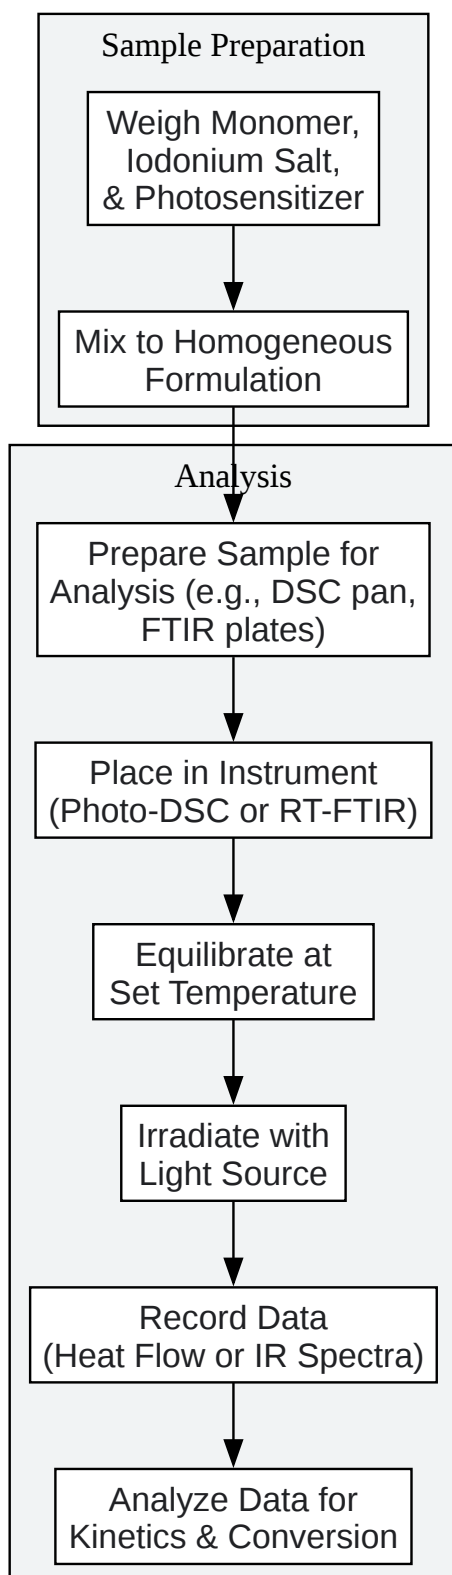 Sample Preparation
Weigh Monomer,
Iodonium Salt,
& Photosensitizer
Mix to Homogeneous
Formulation
Analysis
Prepare Sample for
Analysis (e.g., DSC pan,
FTIR plates)
Place in Instrument
(Photo-DSC or RT-FTIR)
Equilibrate at
Set Temperature
Irradiate with
Light Source
Record Data
(Heat Flow or IR Spectra)
Analyze Data for
Kinetics & Conversion